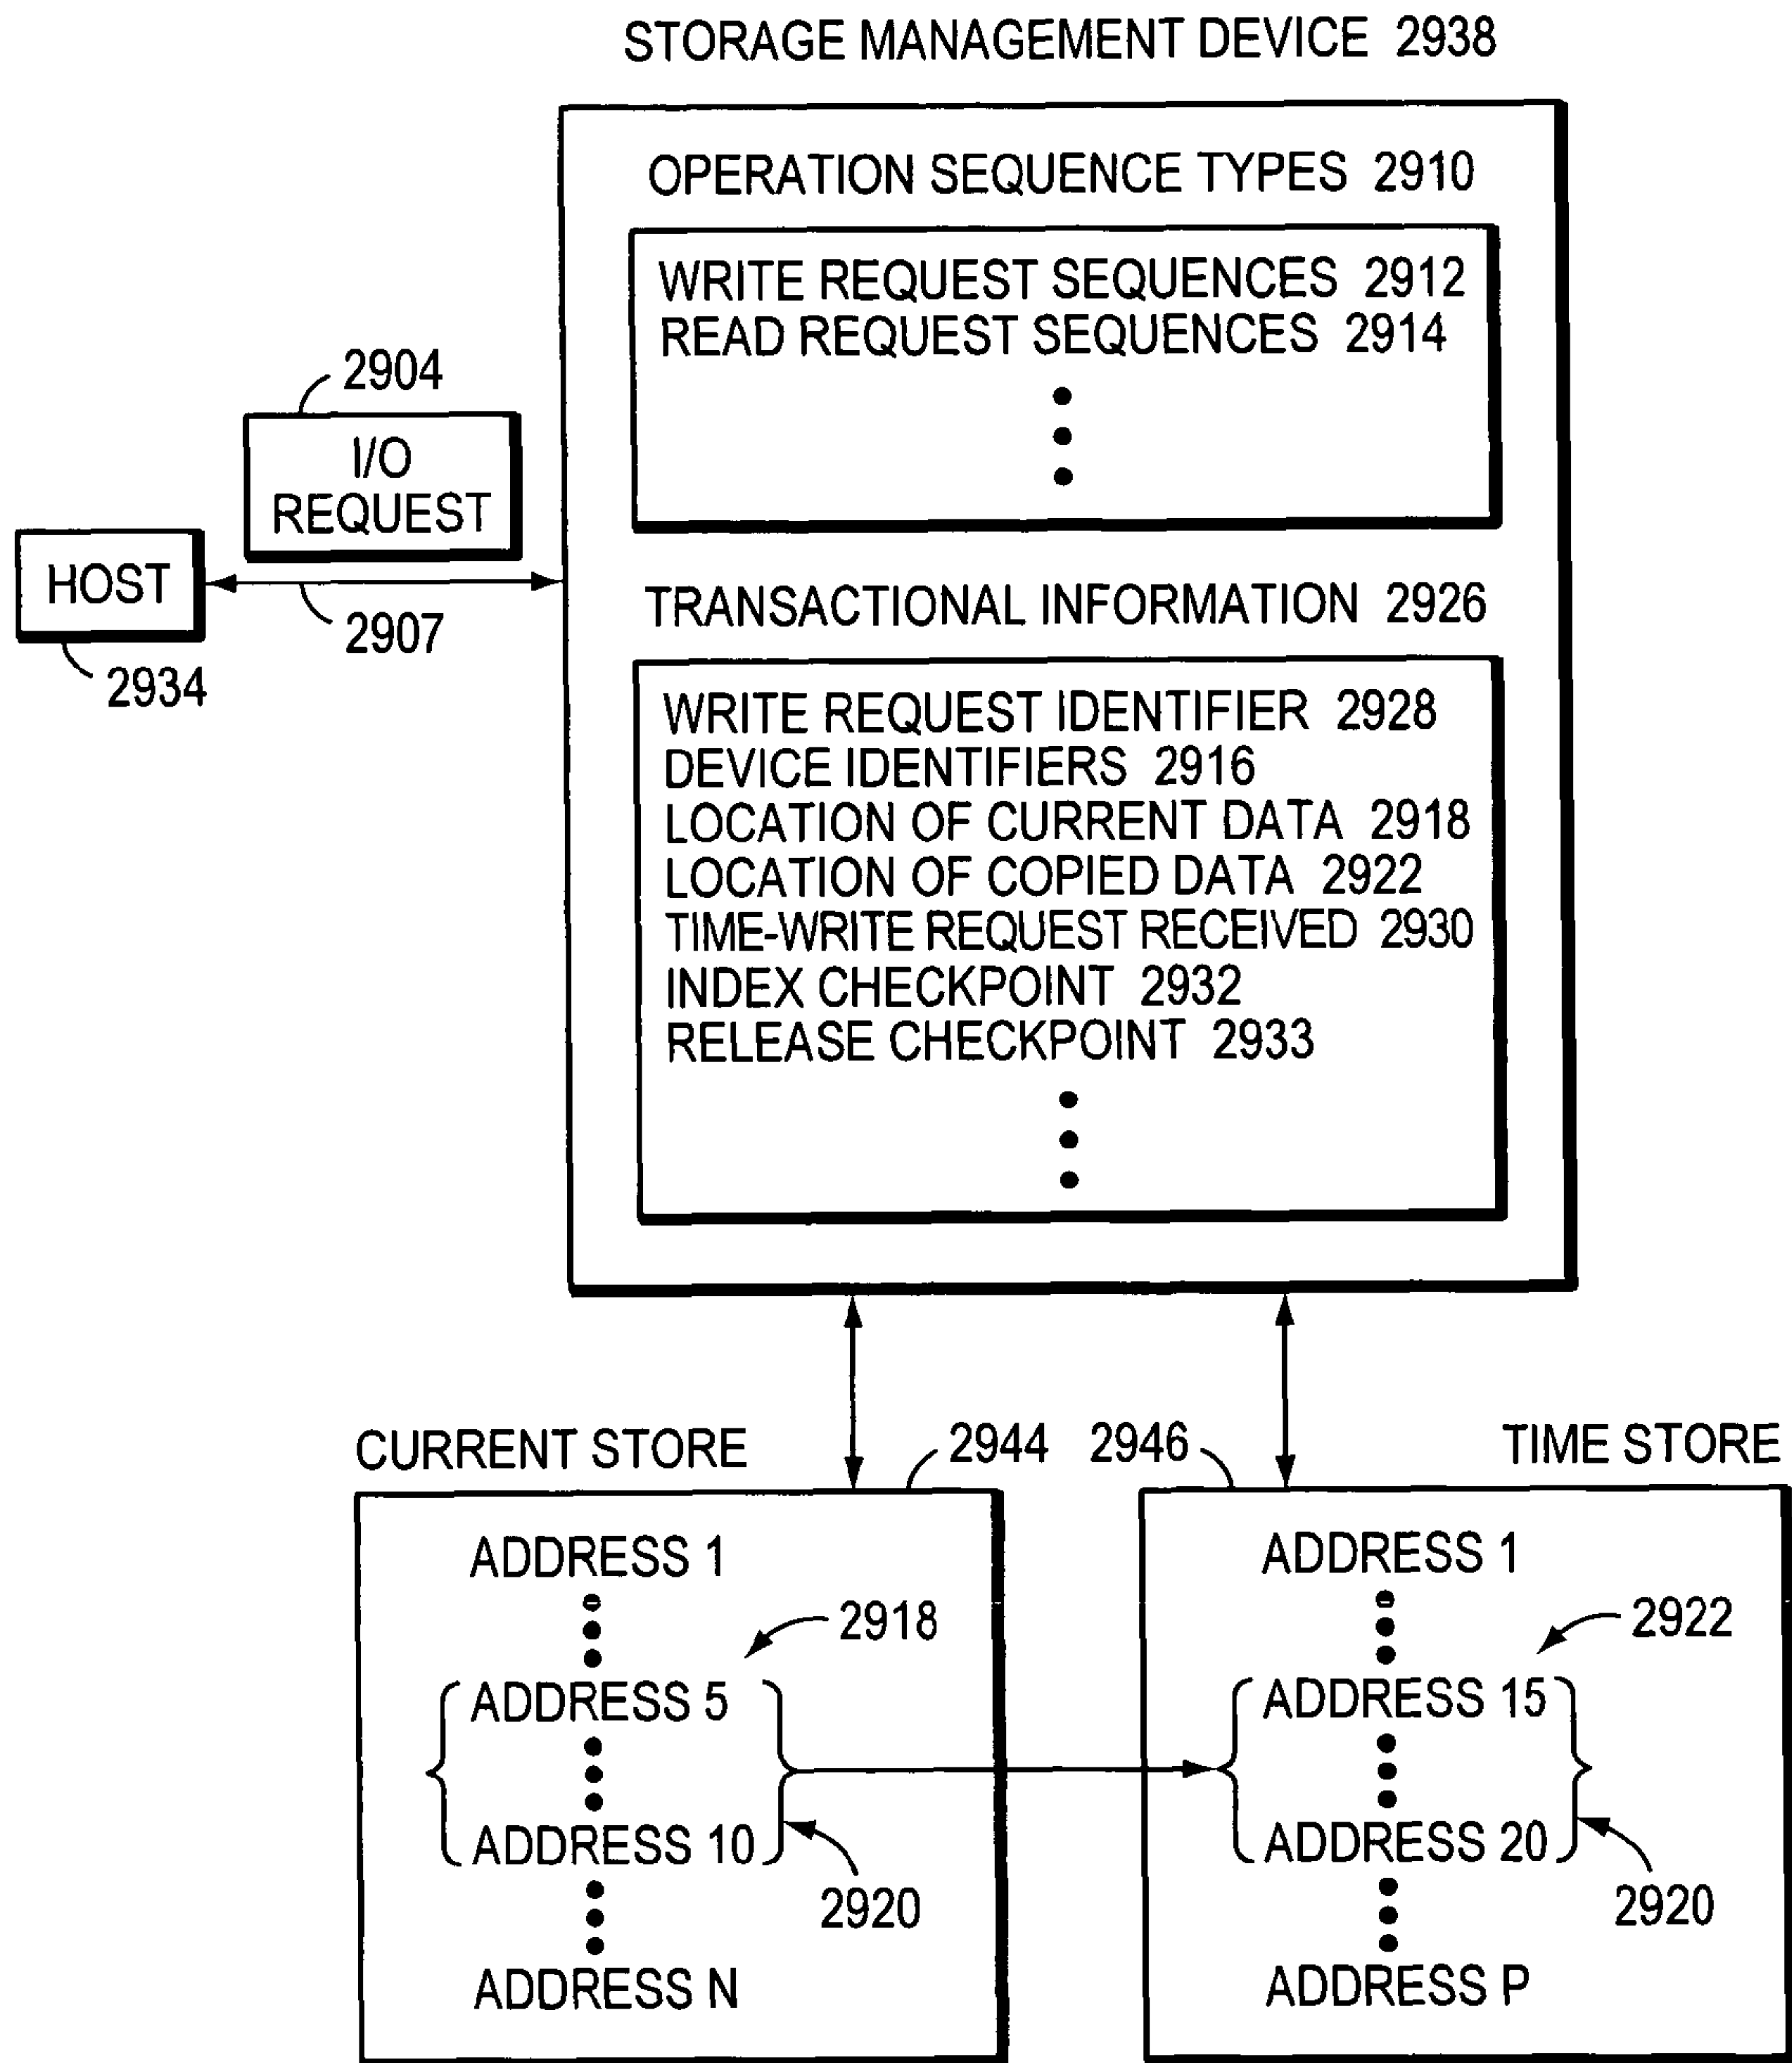 STORAGE MANAGEMENT DEVICE 2938
OPERATION SEQUENCE TYPES 2910
WRITE REQUEST SEQUENCES 2912
READ REQUEST SEQUENCES 2914
2904
I/O
REQUEST
HOST
2907
2934
TRANSACTIONAL INFORMATION 2926
WRITE REQUEST IDENTIFIER 2928
DEVICE IDENTIFIERS 2916
LOCATION OF CURRENT DATA 2918
LOCATION OF COPIED DATA 2922
TIME-WRITE REQUEST RECEIVED 2930
INDEX CHECKPOINT 2932
RELEASE CHECKPOINT 2933
CURRENT STORE
2944
2946
TIME STORE
ADDRESS 1
2918
ADDRESS 5
ADDRESS 10
2920
ADDRESS N
ADDRESS 1
2922
ADDRESS 15
ADDRESS 20
2920
ADDRESS P